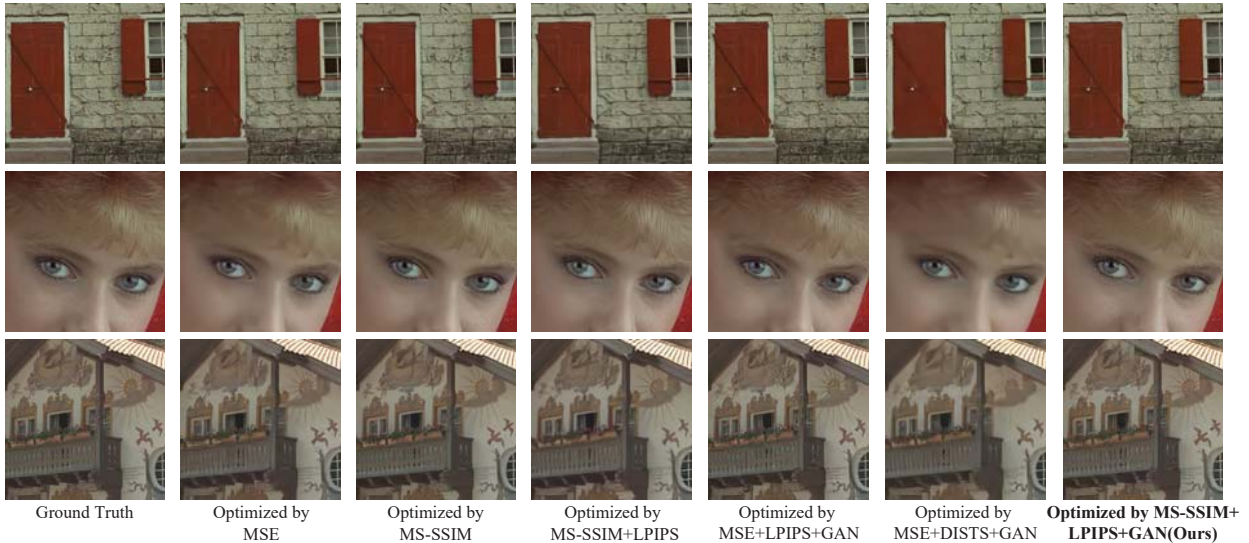 Ground Truth
Optimized by
MSE
Optimized by
MS-SSIM
Optimized by
MS-SSIM+LPIPS
Optimized by
MSE+LPIPS+GAN
Optimized by
MSE+DISTS+GAN
Optimized by MS-SSIM+
LPIPS+GAN(Ours)